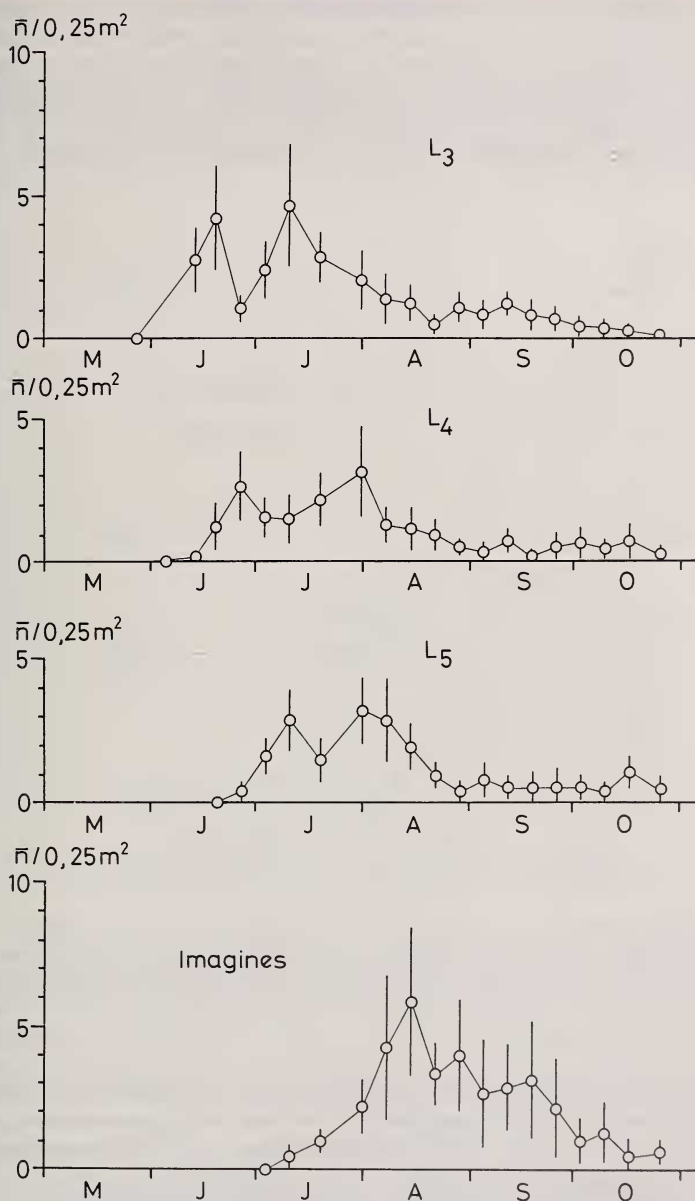 n̄/0,25m²
10
L₃
5
0
M J J A S O
n̄/0,25m²
5
L₄
0
M J J A S O
n̄/0,25m²
5
L₅
0
M J J A S O
n̄/0,25m²
10
Imagines
5
0
M J J A S O